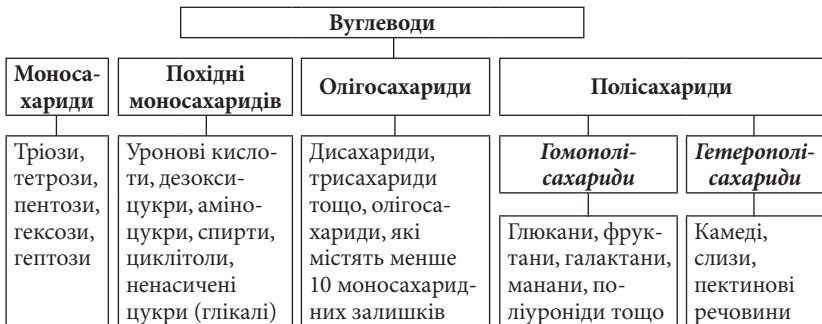 Вуглеводи
Моноса-
хариди
Похідні
моносахаридів
Олігосахариди
Полісахариди
Тріози,
тетрози,
пентози,
гексози,
гептози
Уронові кисло-
ти, дезокси-
цукри, аміно-
цукри, спирти,
циклітоли,
ненасичені
цукри (глікалі)
Дисахариди,
трисахариди
тощо, олігоса-
хариди, які
містять менше
10 моносахарид-
них залишків
Гомополі-
сахариди
Гетерополі-
сахариди
Глюкани, фрук-
тани, галактани,
манани, по-
ліуроніди тощо
Камеді,
слизи,
пектинові
речовини